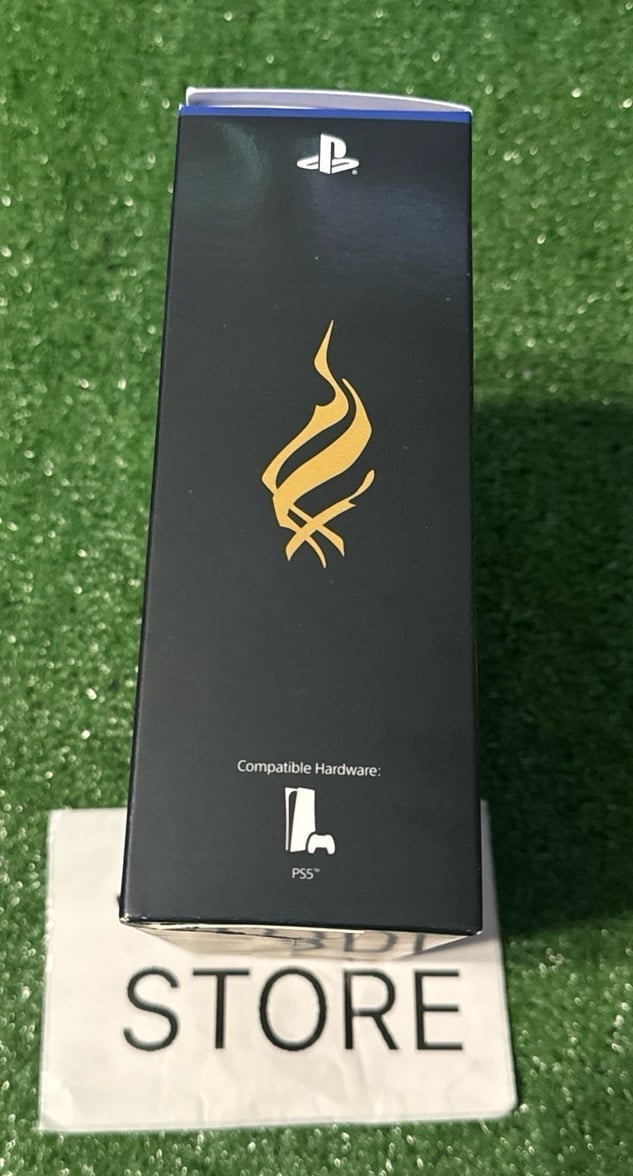 Compatible Hardware:
PS5™
STORE